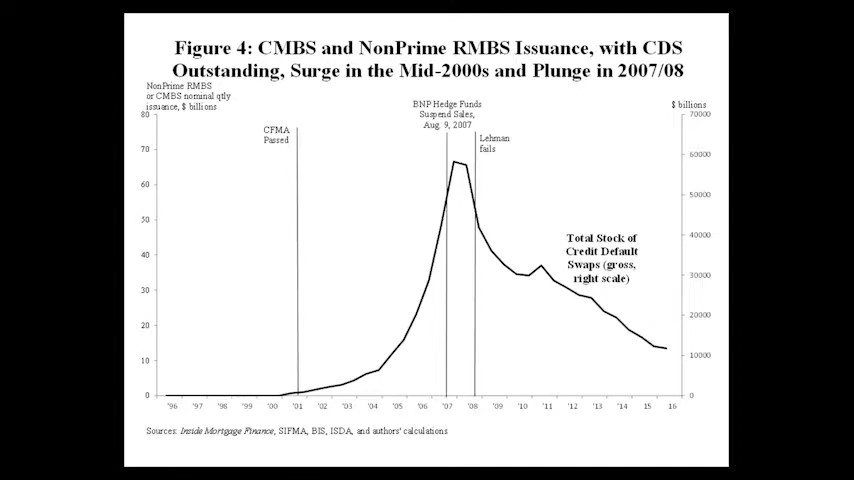 Figure 4: CMBS and NonPrime RMBS Issuance, with CDS
Outstanding, Surge in the Mid-2000s and Plunge in 2007/08
NonPrime RMBS
or CMBS nominal qtly
issuance, $ billions
BNP Hedge Funds
Suspend Sales,
Aug. 9, 2007
$ billions
CFMA
Passed
Lehman
fails
80
70
60
50
40
30
20
10
0
70000
60000
50000
40000
30000
20000
10000
0
Total Stock of
Credit Default
Swaps (gross,
right scale)
'96 '97 '98 '99 '00 '01 '02 '03 '04 '05 '06 '07 '08 '09 '10 '11 '12 '13 '14 15 16
Sources: Inside Mortgage Finance, SIFMA, BIS, ISDA, and authors' calculations